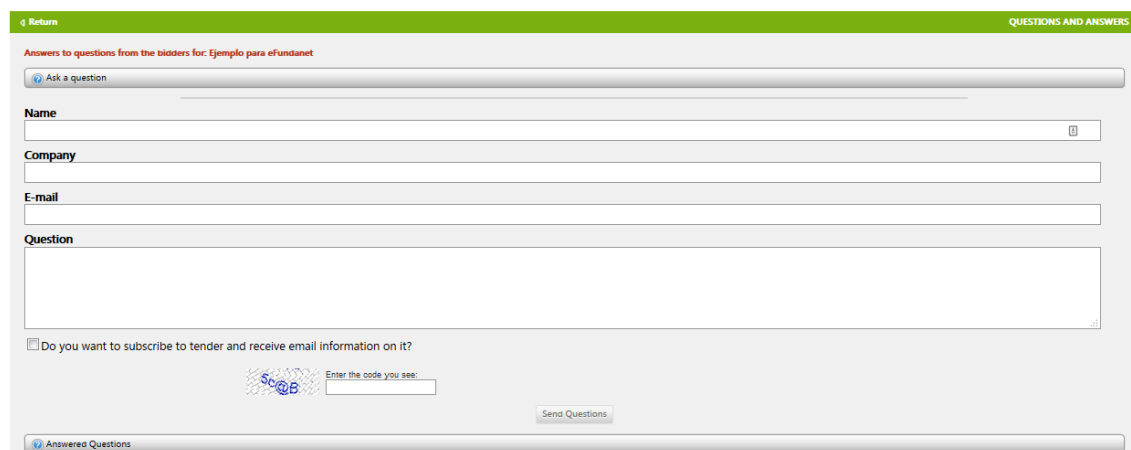 Return
QUESTIONS AND ANSWERS
Answers to questions from the bidders for: Ejemplo para eFundanet
Ask a question
Name
Company
E-mail
Question
Do you want to subscribe to tender and receive email information on it?
Enter the code you see:
Send Questions
Answered Questions